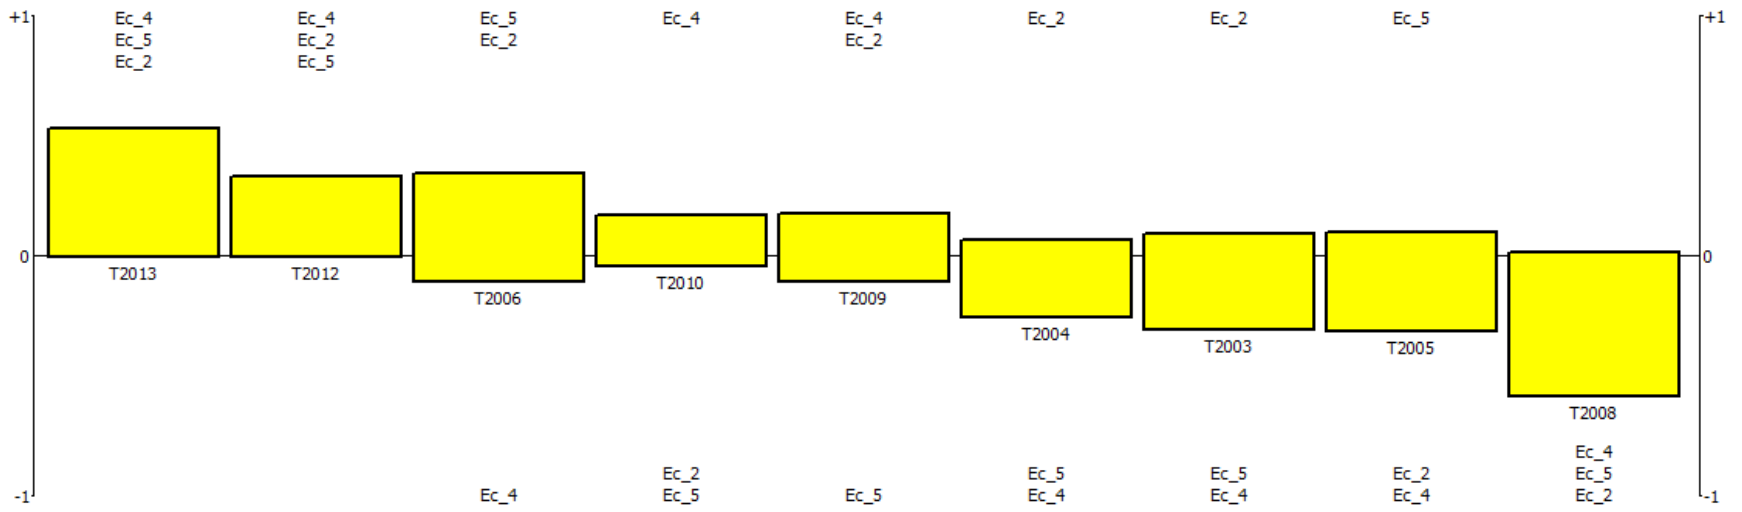 +1 Ec_4 Ec_4 Ec_5 Ec_4 Ec_4 Ec_2 Ec_2 Ec_5 +1
Ec_5 Ec_2 Ec_2 Ec_2
Ec_2 Ec_5
0 0
T2013 T2012 T2010
T2006 T2009
T2004
T2003 T2005
T2008
Ec_4
Ec_2 Ec_5 Ec_5 Ec_2 Ec_5
-1 Ec_4 Ec_5 Ec_5 Ec_4 Ec_4 Ec_4 Ec_2 -1